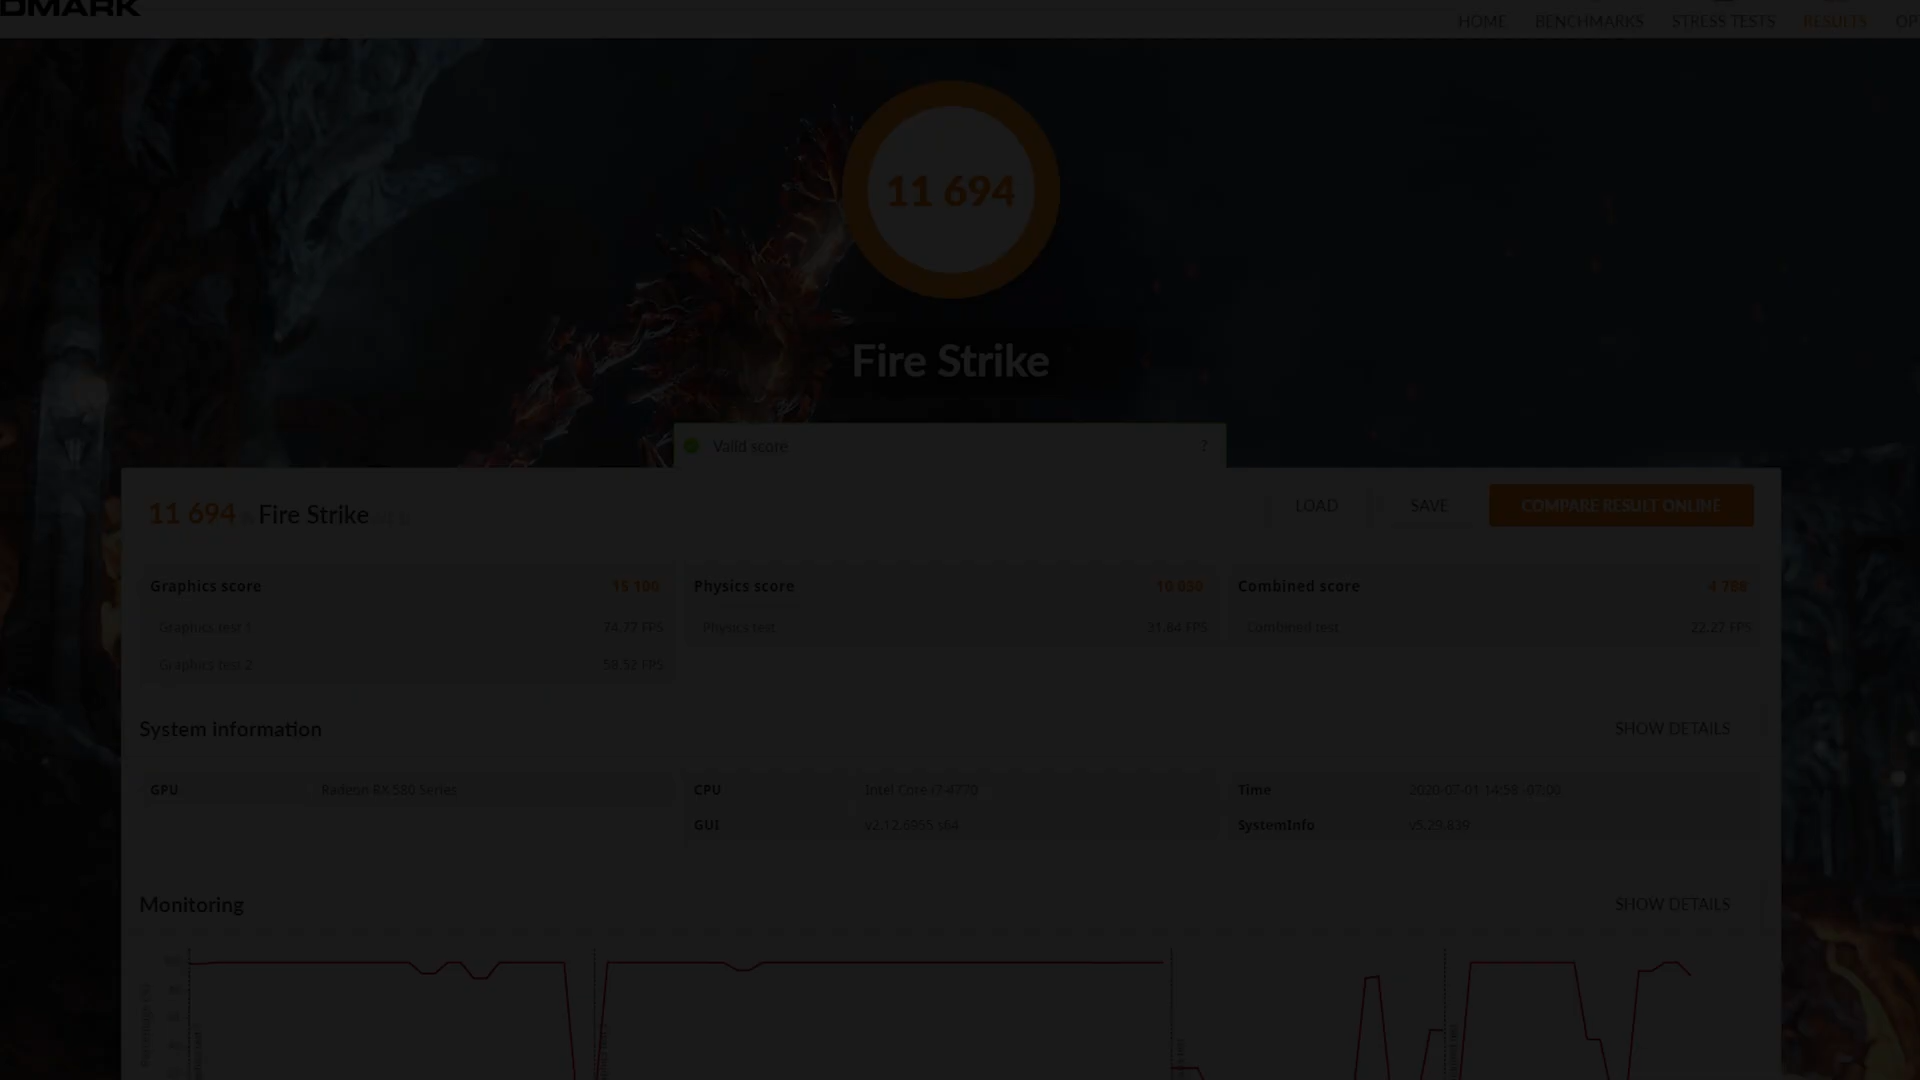 DMARK
HOME BENCHMARKS STRESS TESTS RESULTS OP
11 694
Fire Strike
Valid score ?
11 694 Fire Strike
LOAD SAVE COMPARE RESULT ONLINE
Graphics score 15 100
Graphics test 1 74.77 FPS
Graphics test 2 58.52 FPS
Physics score 10 030
Physics test 31.84 FPS
Combined score 4 788
Combined test 22.27 FPS
System information SHOW DETAILS
GPU Radeon RX 580 Series
CPU Intel Core i7-4770
GUI v2.12.6955 s64
Time 2020-07-01 14:58 -07:00
SystemInfo v5.29.839
Monitoring SHOW DETAILS